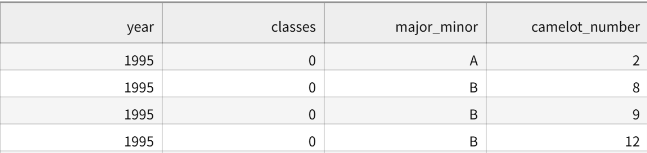 year classes major_minor camelot_number
1995 0 A 2
1995 0 B 8
1995 0 B 9
1995 0 B 12